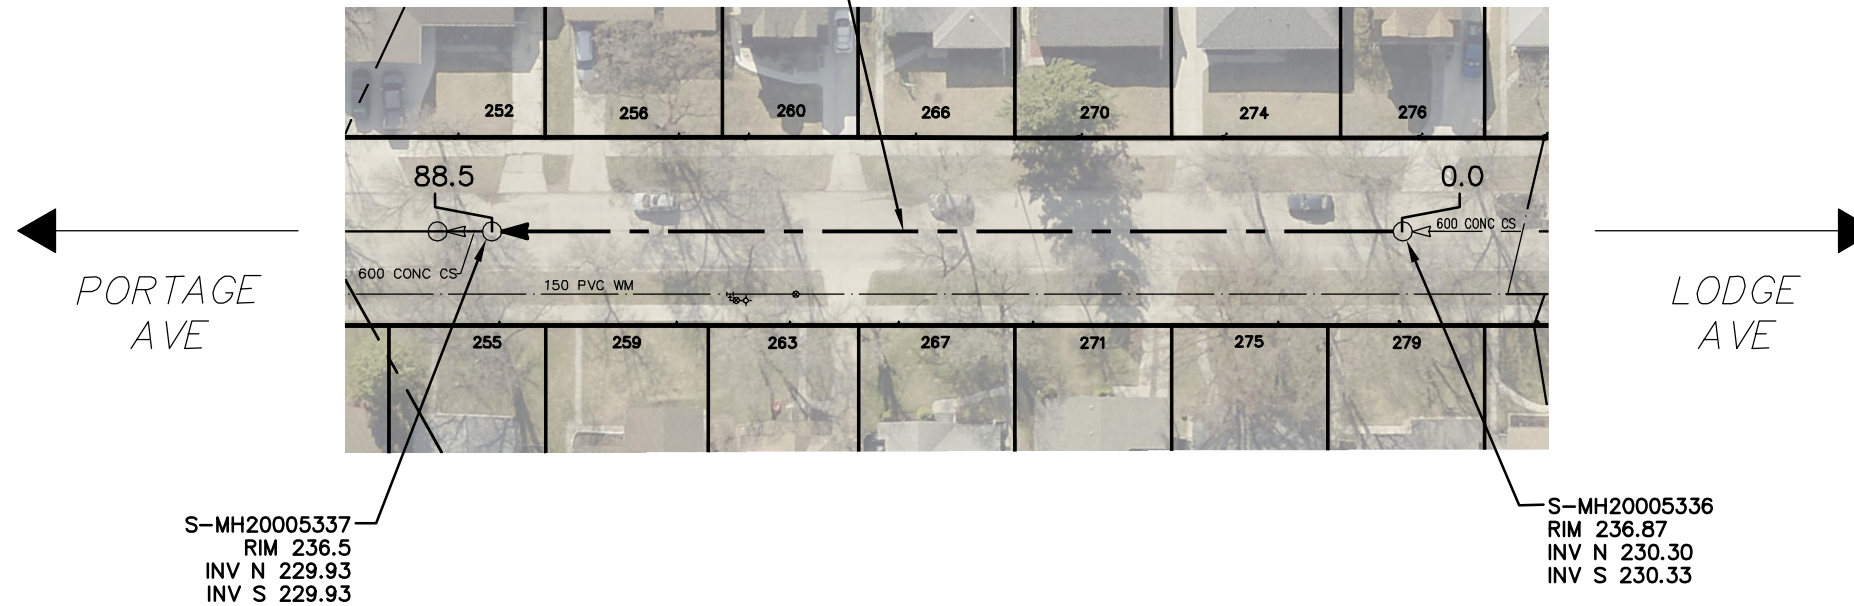 252
256
260
266
270
274
276
88.5
0.0
600 CONC CS
600 CONC CS
150 PVC WM
PORTAGE
AVE
LODGE
AVE
255
259
263
267
271
275
279
S-MH20005337
RIM 236.5
INV N 229.93
INV S 229.93
S-MH20005336
RIM 236.87
INV N 230.30
INV S 230.33